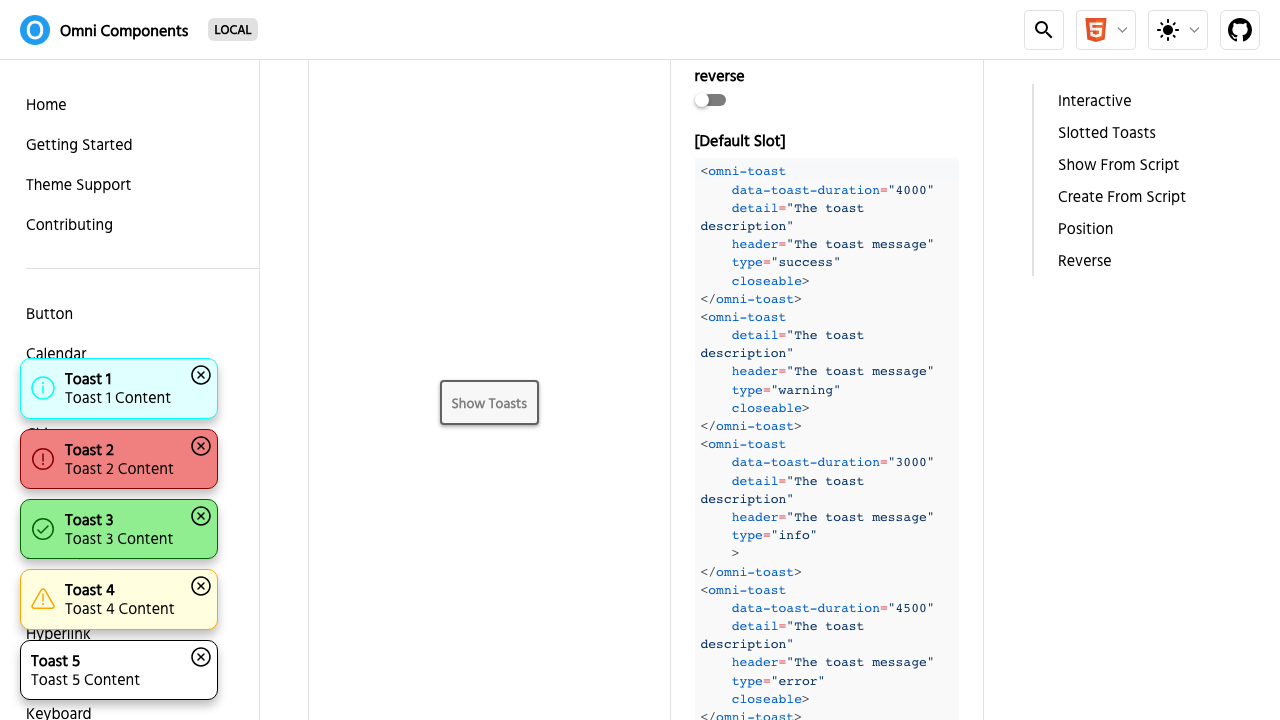 Omni Components
LOCAL
Home
Getting Started
Theme Support
Contributing
Button
Calendar
Toast 1
Toast 1 Content
Toast 2
Toast 2 Content
Toast 3
Toast 3 Content
Toast 4
Toast 4 Content
Hyperlink
Toast 5
Toast 5 Content
Keyboard
Show Toasts
reverse
[Default Slot]
<omni-toast
data-toast-duration="4000"
detail="The toast
description"
header="The toast message"
type="success"
closeable>
</omni-toast>
<omni-toast
detail="The toast
description"
header="The toast message"
type="warning"
closeable>
</omni-toast>
<omni-toast
data-toast-duration="3000"
detail="The toast
description"
header="The toast message"
type="info"
>
</omni-toast>
<omni-toast
data-toast-duration="4500"
detail="The toast
description"
header="The toast message"
type="error"
closeable>
</omni-toast>
Interactive
Slotted Toasts
Show From Script
Create From Script
Position
Reverse